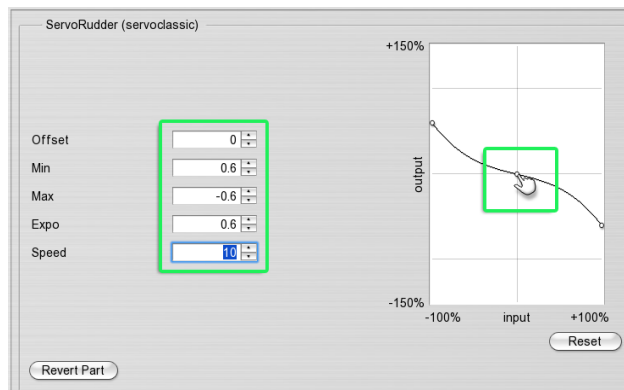 ServoRudder (servoclassic)
Offset 0
Min 0.6
Max -0.6
Expo 0.6
Speed 10
Revert Part
+150%
output
-150%
-100% input +100%
Reset